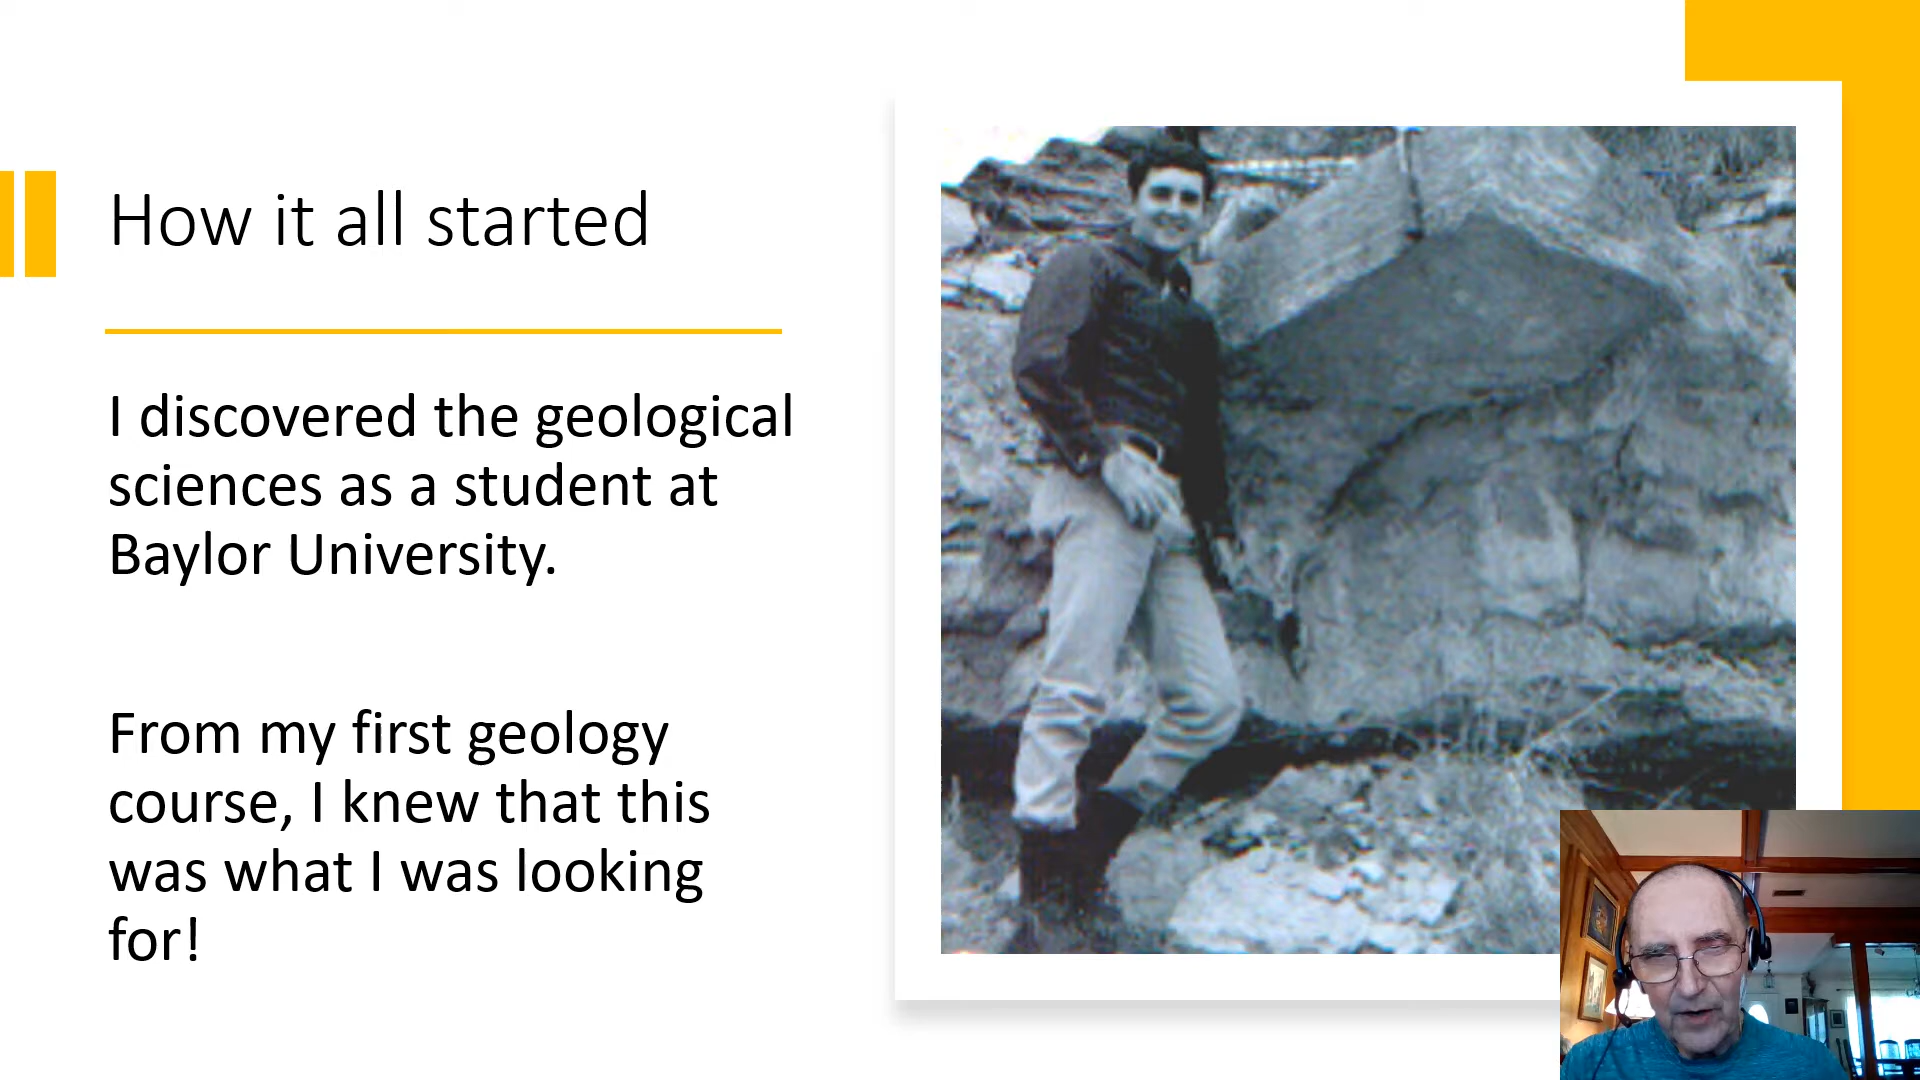 How it all started
I discovered the geological
sciences as a student at
Baylor University.
From my first geology
course, I knew that this
was what I was looking
for!